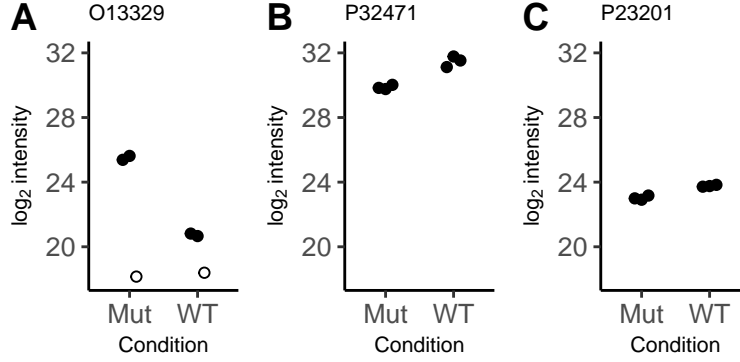 A O13329
32
28
24
20
log₂ intensity
Mut WT
Condition
B P32471
32
28
24
20
log₂ intensity
Mut WT
Condition
C P23201
32
28
24
20
log₂ intensity
Mut WT
Condition